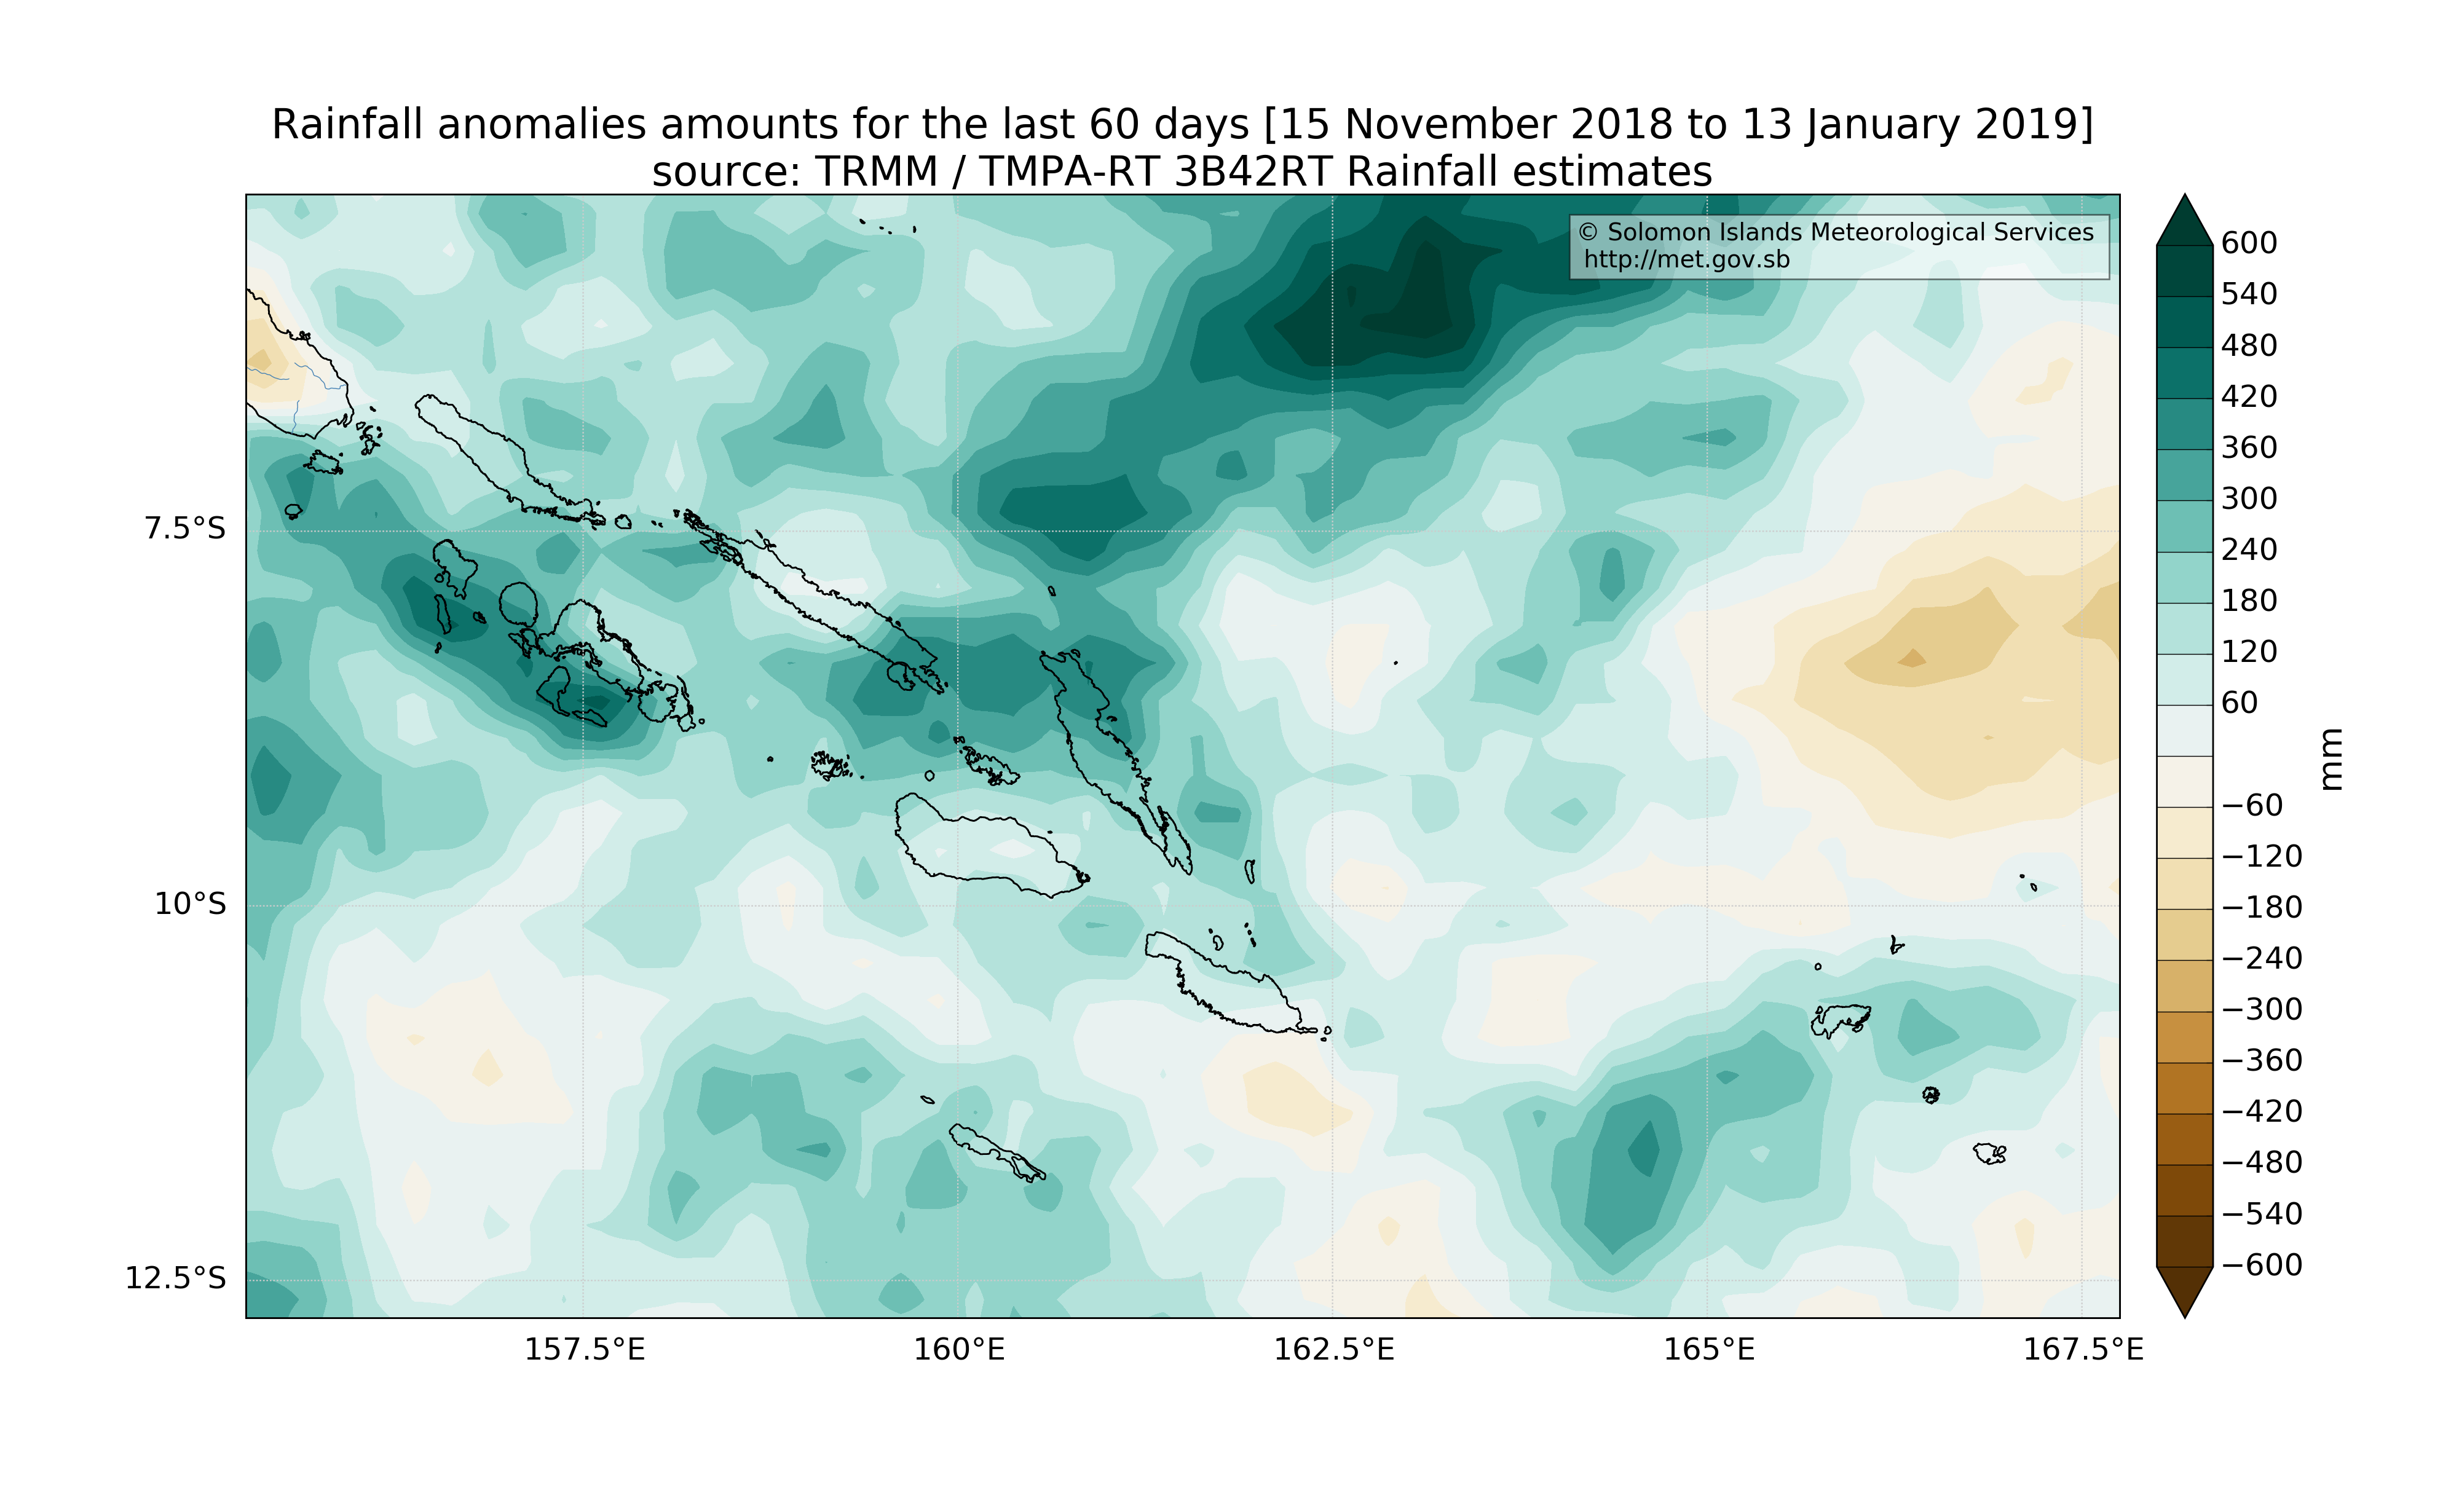 Rainfall anomalies amounts for the last 60 days [15 November 2018 to 13 January 2019]
source: TRMM / TMPA-RT 3B42RT Rainfall estimates
© Solomon Islands Meteorological Services
http://met.gov.sb
7.5°S
10°S
12.5°S
157.5°E
160°E
162.5°E
165°E
167.5°E
600
540
480
420
360
300
240
180
120
60
−60
−120
−180
−240
−300
−360
−420
−480
−540
−600
mm